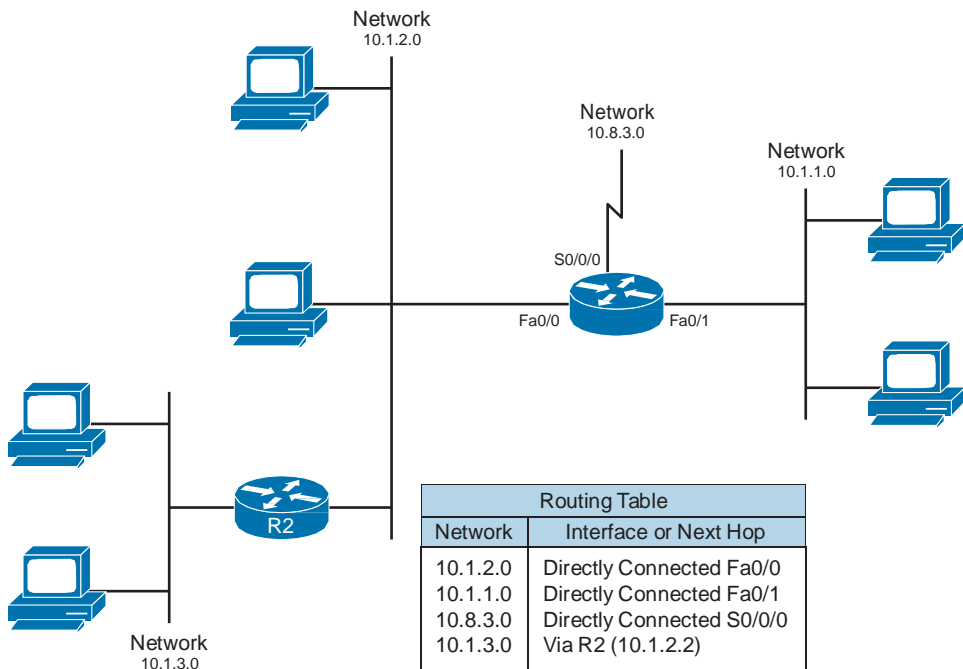 Network
10.1.2.0
Network
10.8.3.0
Network
10.1.1.0
S0/0/0
Fa0/0
Fa0/1
R2
Network
10.1.3.0
Routing Table
Network Interface or Next Hop
10.1.2.0 Directly Connected Fa0/0
10.1.1.0 Directly Connected Fa0/1
10.8.3.0 Directly Connected S0/0/0
10.1.3.0 Via R2 (10.1.2.2)